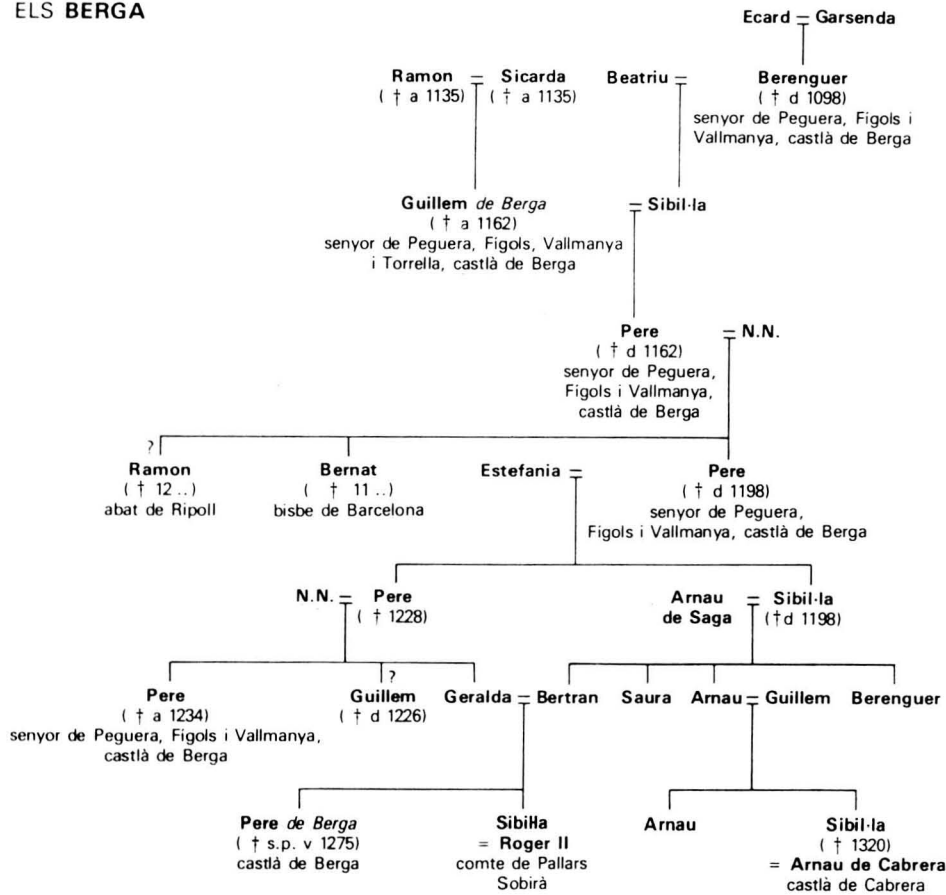 ELS BERGA
Ecard = Garsenda
Ramon = Sicarda
( † a 1135) ( † a 1135)
Beatriu =
Berenguer
( † d 1098)
senyor de Peguera, Figols i
Vallmanya, castlà de Berga
Guillem de Berga
( † a 1162)
senyor de Peguera, Figols, Vallmanya
i Torrella, castlà de Berga
= Sibil·la
Pere
( † d 1162)
senyor de Peguera,
Figols i Vallmanya,
castlà de Berga
= N.N.
?
Ramon
( † 12 ..)
abat de Ripoll
Bernat
( † 11 ..)
bisbe de Barcelona
Estefania =
Pere
( † d 1198)
senyor de Peguera,
Figols i Vallmanya, castlà de Berga
N.N. = Pere
( † 1228)
Arnau
de Saga
= Sibil·la
(†d 1198)
Pere
( † a 1234)
senyor de Peguera, Figols i Vallmanya,
castlà de Berga
?
Guillem
( † d 1226)
Geralda = Bertran
Saura
Arnau = Guillem
Berenguer
Pere de Berga
( † s.p. v 1275)
castlà de Berga
Sibil·la
= Roger II
comte de Pallars
Sobirà
Arnau
Sibil·la
( † 1320)
= Arnau de Cabrera
castlà de Cabrera